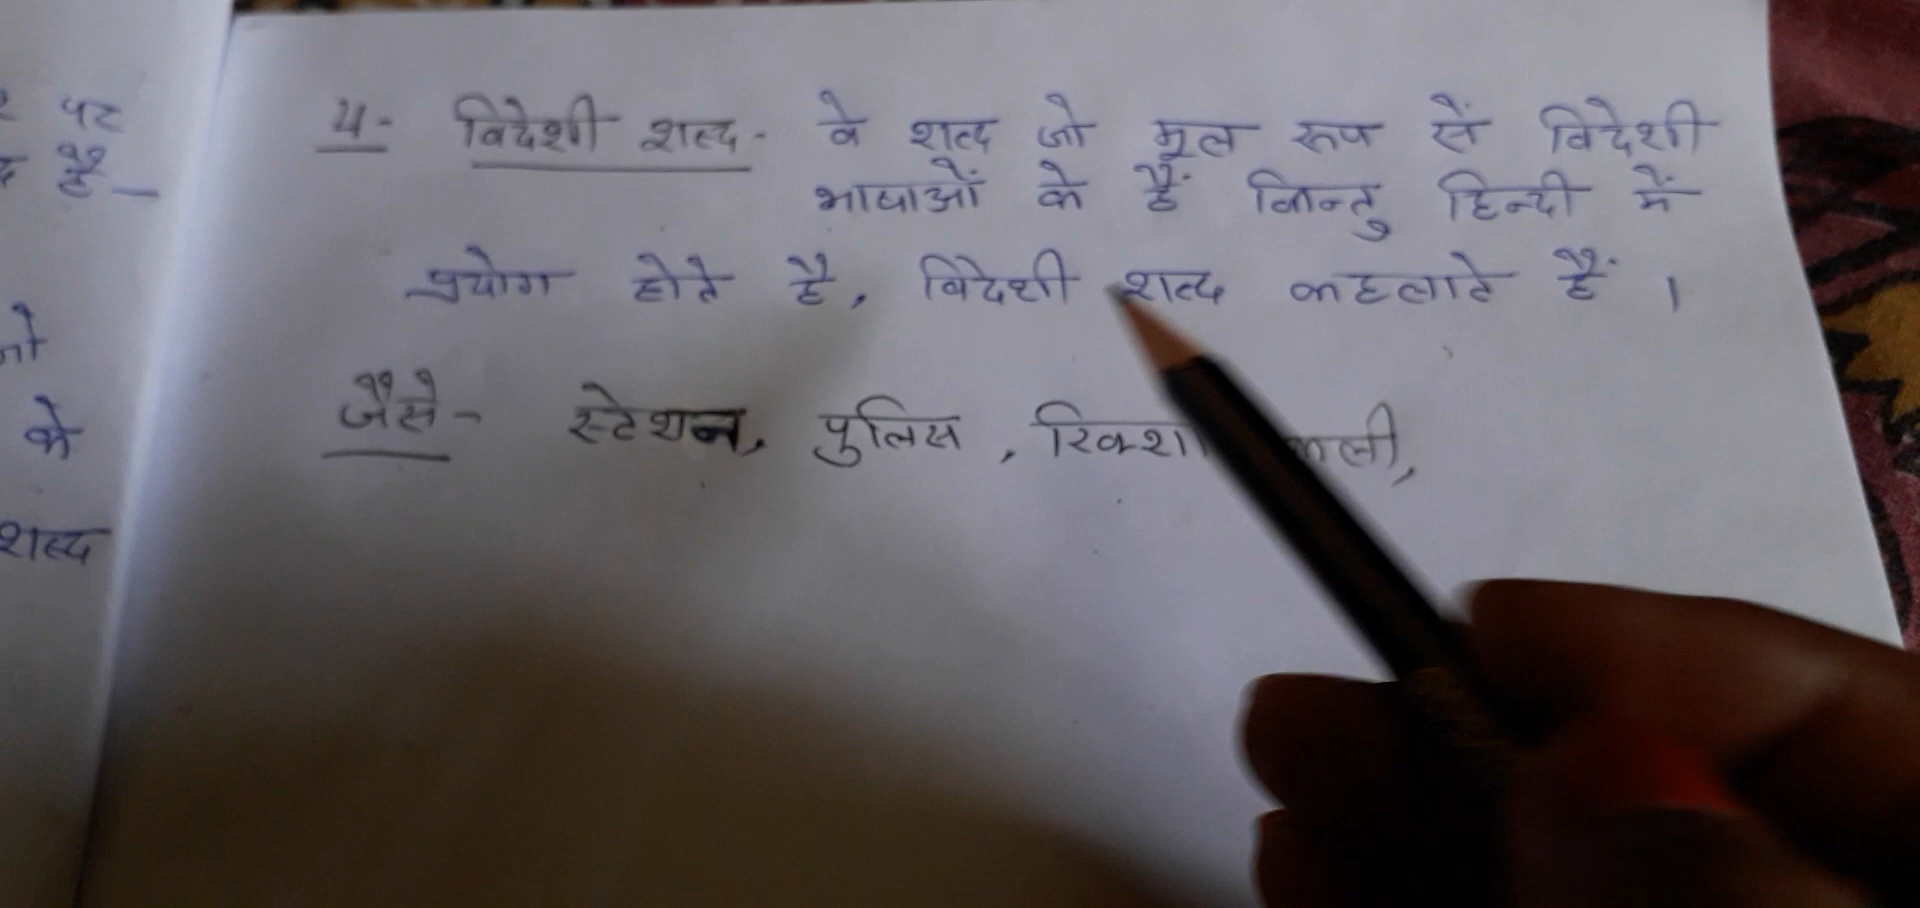 पर
हैं-
जो
के
शब्द
4- विदेशी शब्द- वे शब्द जो मूल रूप सें विदेशी
भाषाओं के हैं किन्तु हिन्दी में
प्रयोग होते है, विदेशी शब्द कहलाते हैं ।
जैसे- स्टेशन, पुलिस, रिक्शा